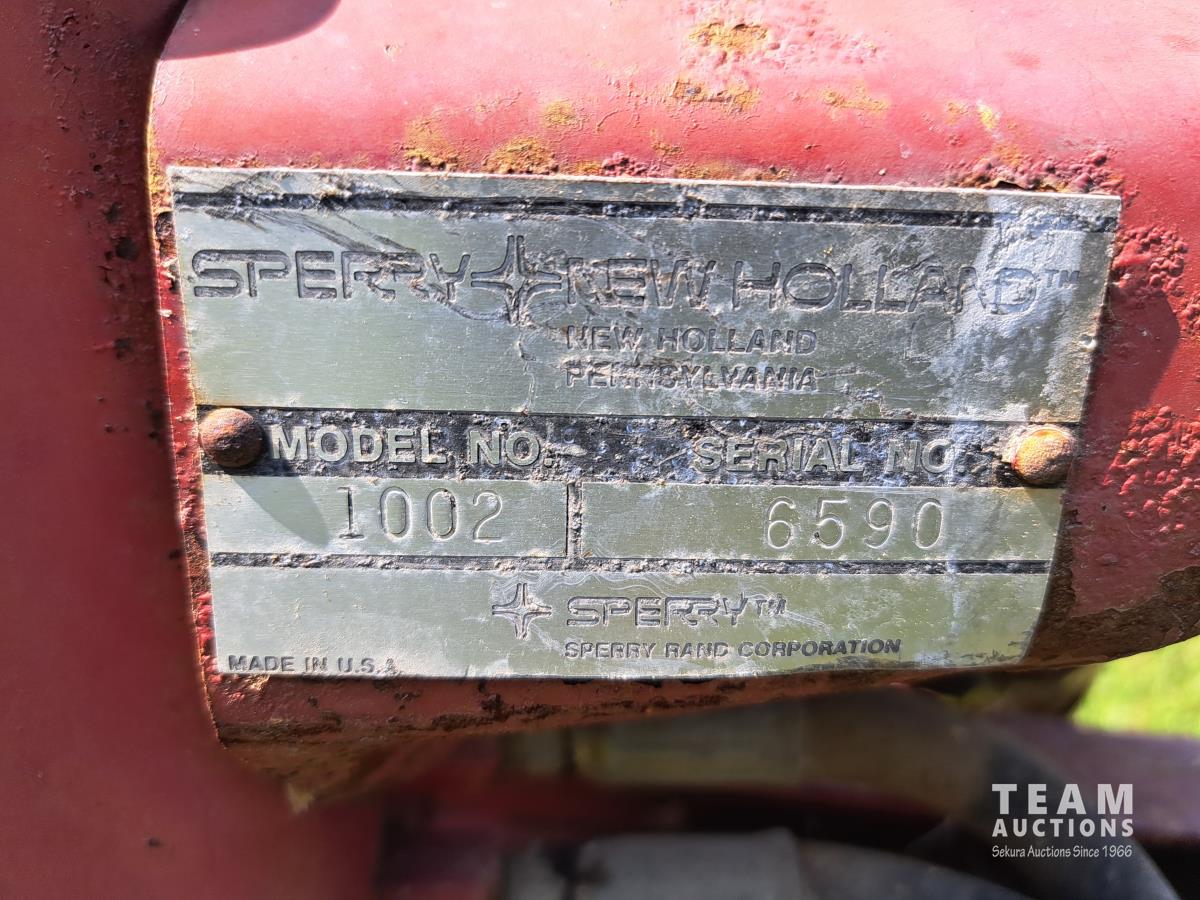 SPERRY NEW HOLLAND™
NEW HOLLAND
PENNSYLVANIA
MODEL NO. SERIAL NO.
1002 6590
SPERRY™
SPERRY RAND CORPORATION
MADE IN U.S.A
TEAM
AUCTIONS
Sekura Auctions Since 1966